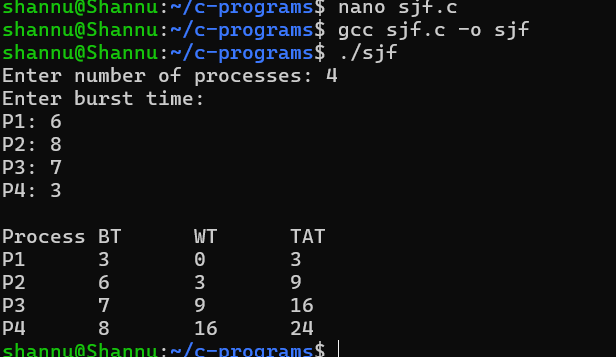 shannu@Shannu:~/c-programs$ nano sjf.c
shannu@Shannu:~/c-programs$ gcc sjf.c -o sjf
shannu@Shannu:~/c-programs$ ./sjf
Enter number of processes: 4
Enter burst time:
P1: 6
P2: 8
P3: 7
P4: 3

Process BT      WT      TAT
P1      3       0       3
P2      6       3       9
P3      7       9       16
P4      8       16      24
shannu@Shannu:~/c-programs$